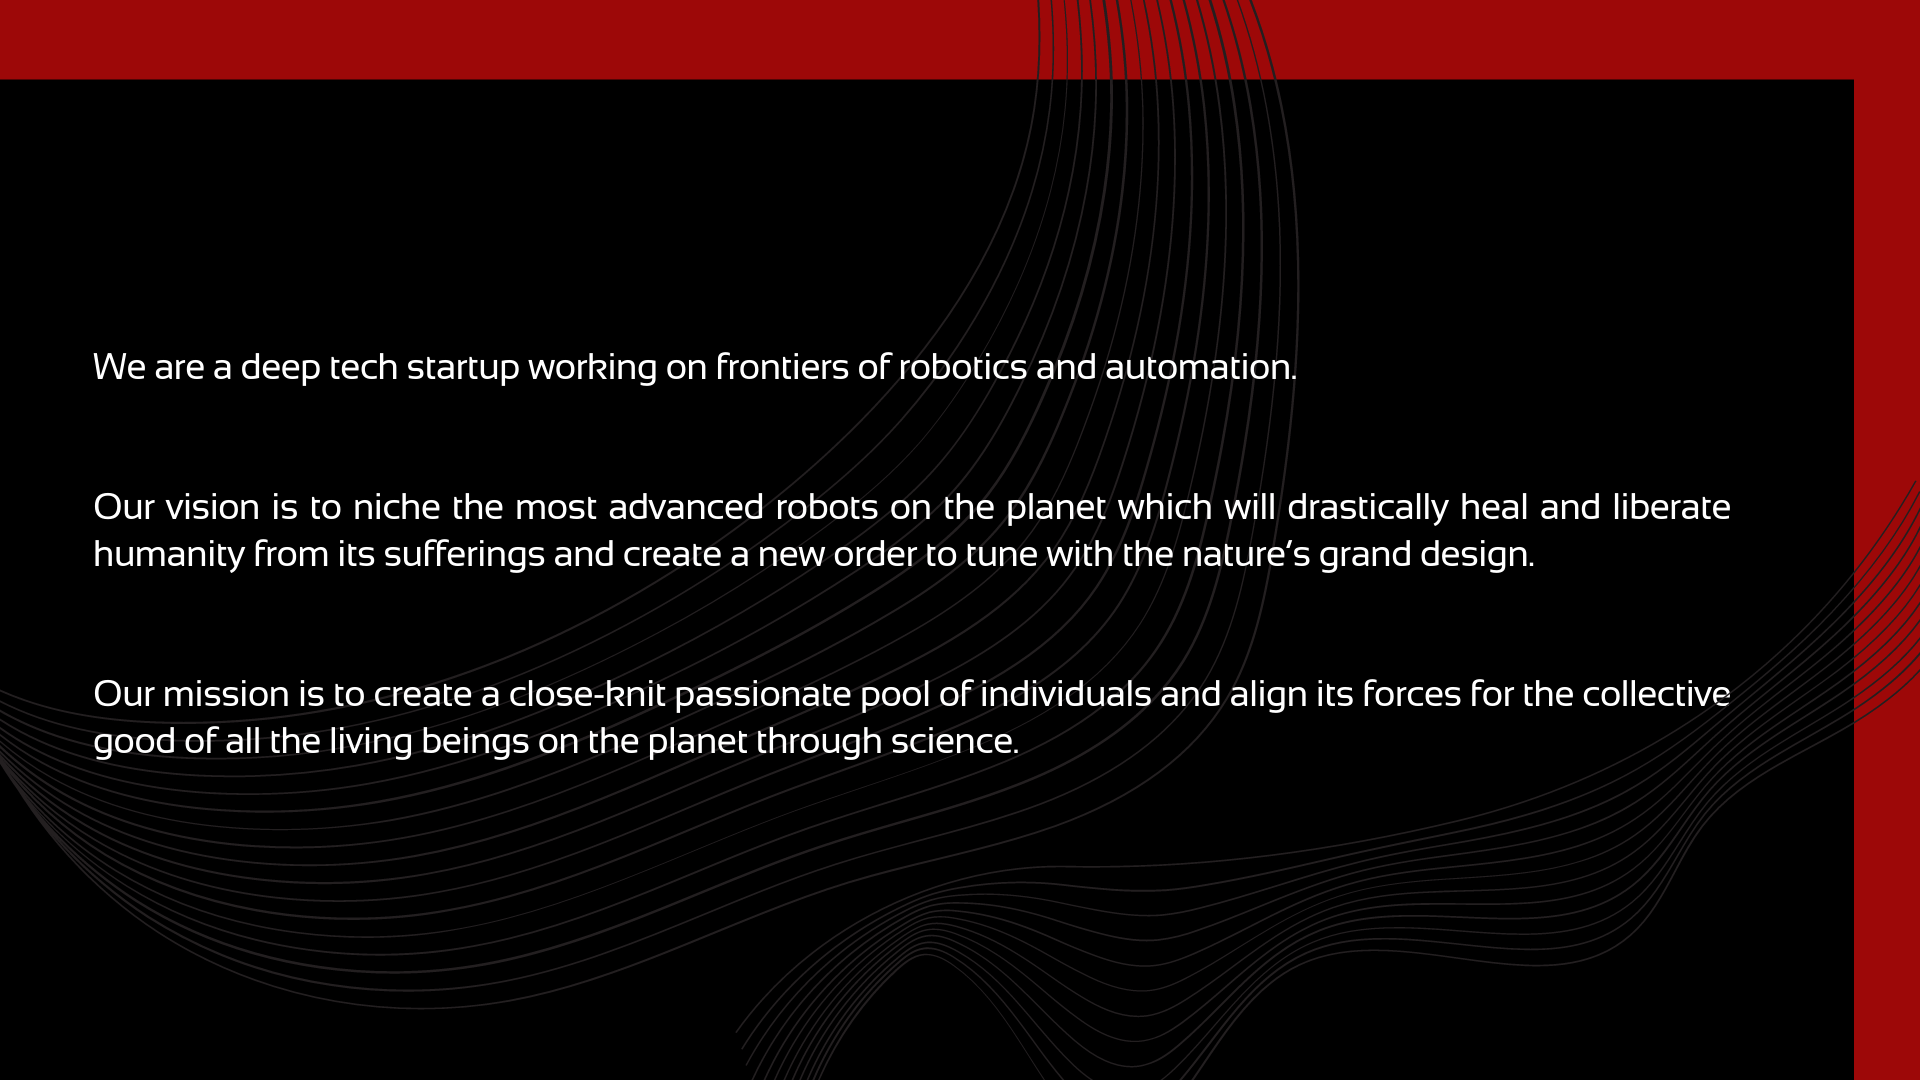 We are a deep tech startup working on frontiers of robotics and automation.
Our vision is to niche the most advanced robots on the planet which will drastically heal and liberate
humanity from its sufferings and create a new order to tune with the nature’s grand design.
Our mission is to create a close-knit passionate pool of individuals and align its forces for the collective
good of all the living beings on the planet through science.